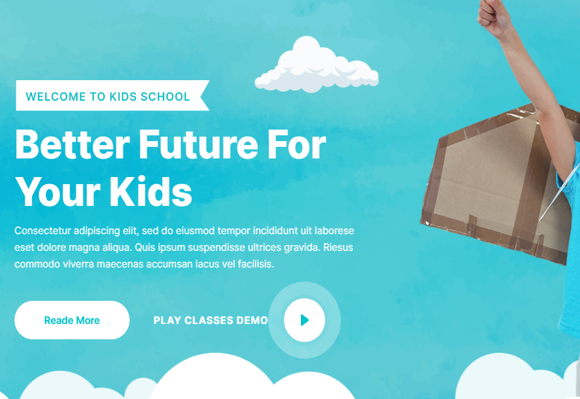 WELCOME TO KIDS SCHOOL
Better Future For
Your Kids
Consectetur adipiscing elit, sed do eiusmod tempor incididunt uit laborese
eset dolore magna aliqua. Quis ipsum suspendisse ultrices gravida. Risus
commodo viverra maecenas accumsan lacus vel facilisis.
Reade More
PLAY CLASSES DEMO